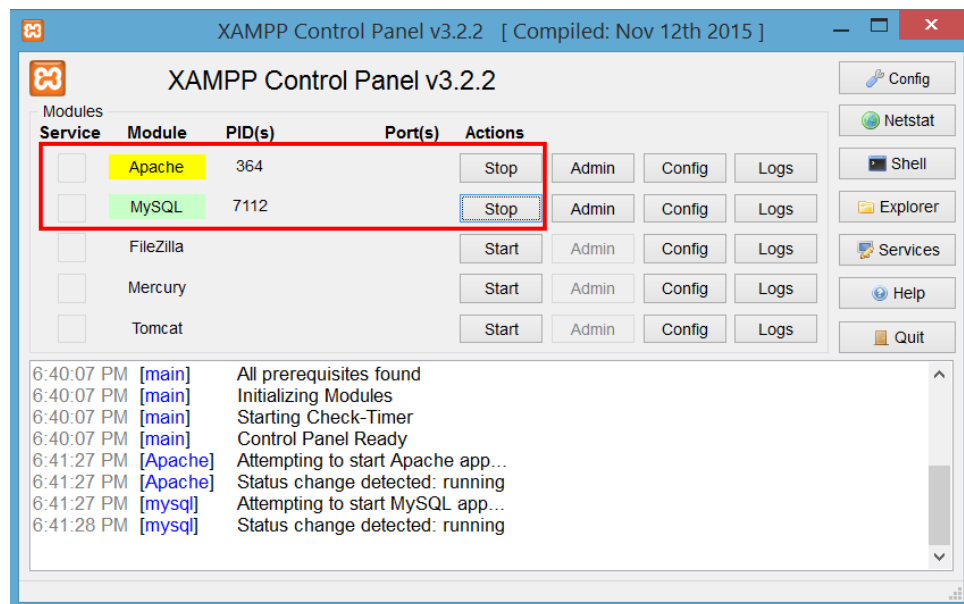 XAMPP Control Panel v3.2.2 [ Compiled: Nov 12th 2015 ]
XAMPP Control Panel v3.2.2
Config
Modules
Netstat
Service Module PID(s) Port(s) Actions
Apache 364 Stop Admin Config Logs
Shell
MySQL 7112 Stop Admin Config Logs
Explorer
FileZilla Start Admin Config Logs
Services
Mercury Start Admin Config Logs
Help
Tomcat Start Admin Config Logs
Quit
6:40:07 PM [main] All prerequisites found
6:40:07 PM [main] Initializing Modules
6:40:07 PM [main] Starting Check-Timer
6:40:07 PM [main] Control Panel Ready
6:41:27 PM [Apache] Attempting to start Apache app...
6:41:27 PM [Apache] Status change detected: running
6:41:27 PM [mysql] Attempting to start MySQL app...
6:41:28 PM [mysql] Status change detected: running